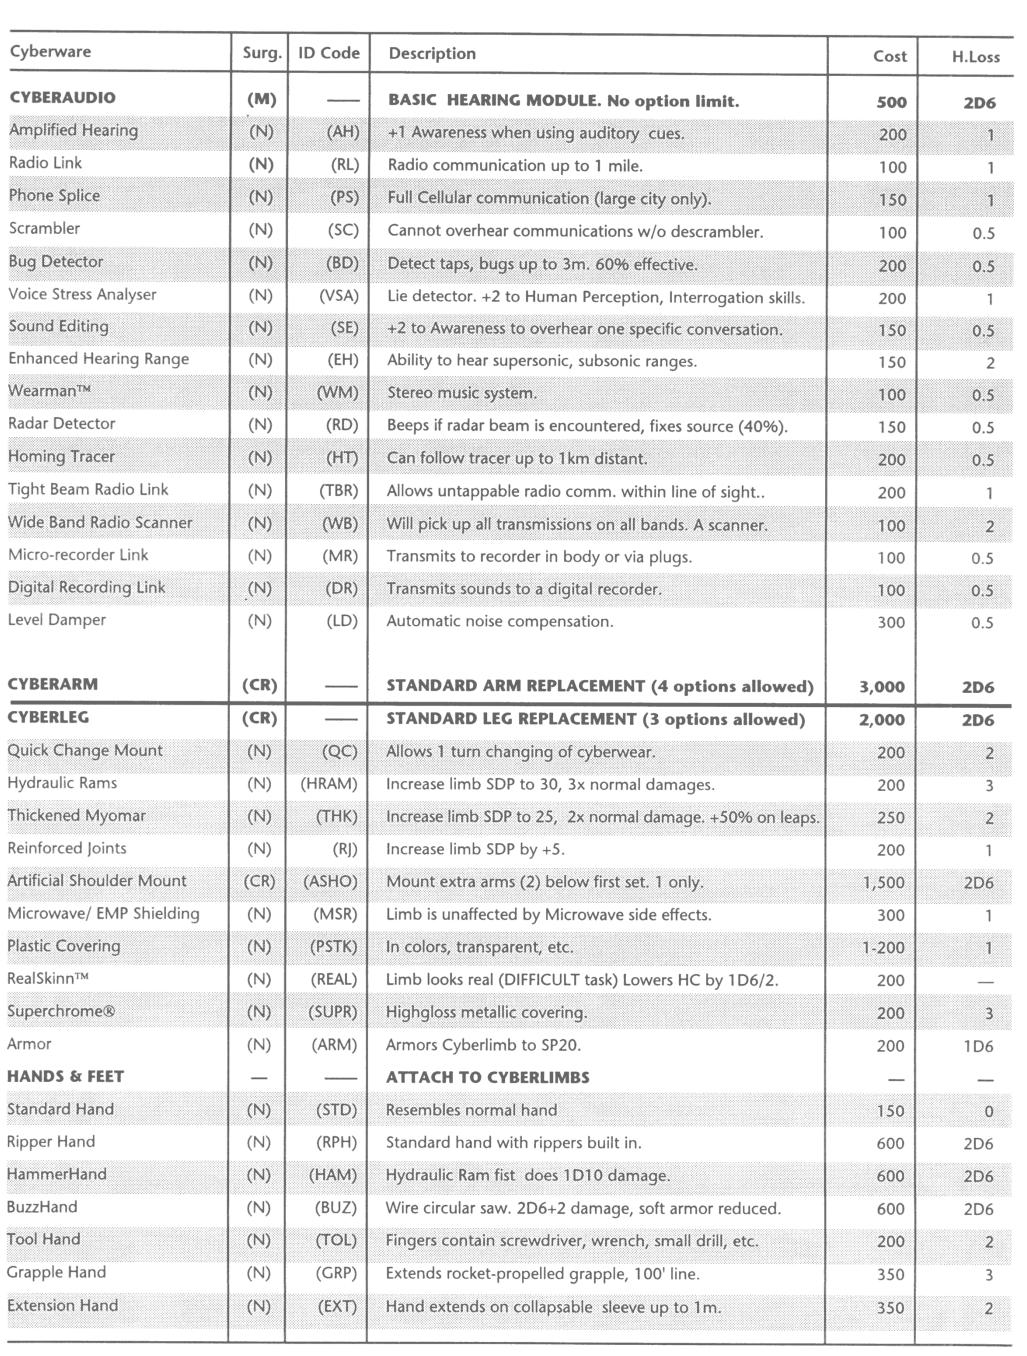 Cyberware Surg. ID Code Description Cost H.Loss
CYBERAUDIO (M) — BASIC HEARING MODULE. No option limit. 500 2D6
Amplified Hearing (N) (AH) +1 Awareness when using auditory cues. 200 1
Radio Link (N) (RL) Radio communication up to 1 mile. 100 1
Phone Splice (N) (PS) Full Cellular communication (large city only). 150 1
Scrambler (N) (SC) Cannot overhear communications w/o descrambler. 100 0.5
Bug Detector (N) (BD) Detect taps, bugs up to 3m. 60% effective. 200 0.5
Voice Stress Analyser (N) (VSA) Lie detector. +2 to Human Perception, Interrogation skills. 200 1
Sound Editing (N) (SE) +2 to Awareness to overhear one specific conversation. 150 0.5
Enhanced Hearing Range (N) (EH) Ability to hear supersonic, subsonic ranges. 150 2
Wearman™ (N) (WM) Stereo music system. 100 0.5
Radar Detector (N) (RD) Beeps if radar beam is encountered, fixes source (40%). 150 0.5
Homing Tracer (N) (HT) Can follow tracer up to 1km distant. 200 0.5
Tight Beam Radio Link (N) (TBR) Allows untappable radio comm. within line of sight.. 200 1
Wide Band Radio Scanner (N) (WB) Will pick up all transmissions on all bands. A scanner. 100 2
Micro-recorder Link (N) (MR) Transmits to recorder in body or via plugs. 100 0.5
Digital Recording Link (N) (DR) Transmits sounds to a digital recorder. 100 0.5
Level Damper (N) (LD) Automatic noise compensation. 300 0.5
CYBERARM (CR) — STANDARD ARM REPLACEMENT (4 options allowed) 3,000 2D6
CYBERLEG (CR) — STANDARD LEG REPLACEMENT (3 options allowed) 2,000 2D6
Quick Change Mount (N) (QC) Allows 1 turn changing of cyberwear. 200 2
Hydraulic Rams (N) (HRAM) Increase limb SDP to 30, 3x normal damages. 200 3
Thickened Myomar (N) (THK) Increase limb SDP to 25, 2x normal damage. +50% on leaps. 250 2
Reinforced Joints (N) (RJ) Increase limb SDP by +5. 200 1
Artificial Shoulder Mount (CR) (ASHO) Mount extra arms (2) below first set. 1 only. 1,500 2D6
Microwave/ EMP Shielding (N) (MSR) Limb is unaffected by Microwave side effects. 300 1
Plastic Covering (N) (PSTK) In colors, transparent, etc. 1-200 1
RealSkinn™ (N) (REAL) Limb looks real (DIFFICULT task) Lowers HC by 1D6/2. 200 —
Superchrome® (N) (SUPR) Highgloss metallic covering. 200 3
Armor (N) (ARM) Armors Cyberlimb to SP20. 200 1D6
HANDS & FEET — — ATTACH TO CYBERLIMBS — —
Standard Hand (N) (STD) Resembles normal hand 150 0
Ripper Hand (N) (RPH) Standard hand with rippers built in. 600 2D6
HammerHand (N) (HAM) Hydraulic Ram fist does 1D10 damage. 600 2D6
BuzzHand (N) (BUZ) Wire circular saw. 2D6+2 damage, soft armor reduced. 600 2D6
Tool Hand (N) (TOL) Fingers contain screwdriver, wrench, small drill, etc. 200 2
Grapple Hand (N) (GRP) Extends rocket-propelled grapple, 100' line. 350 3
Extension Hand (N) (EXT) Hand extends on collapsable sleeve up to 1m. 350 2